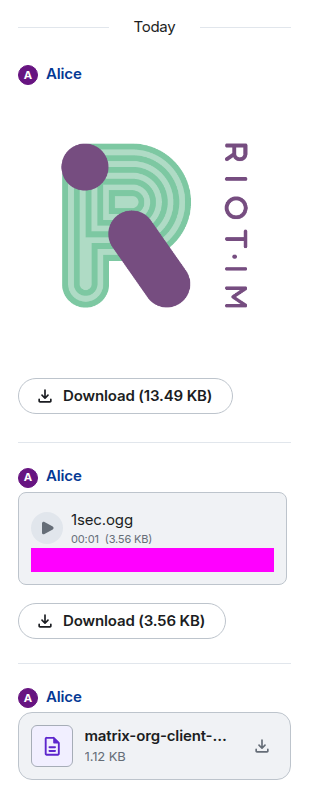 Today
A Alice
RIOT·IM
Download (13.49 KB)
A Alice
1sec.ogg
00:01 (3.56 KB)
Download (3.56 KB)
A Alice
matrix-org-client-...
1.12 KB